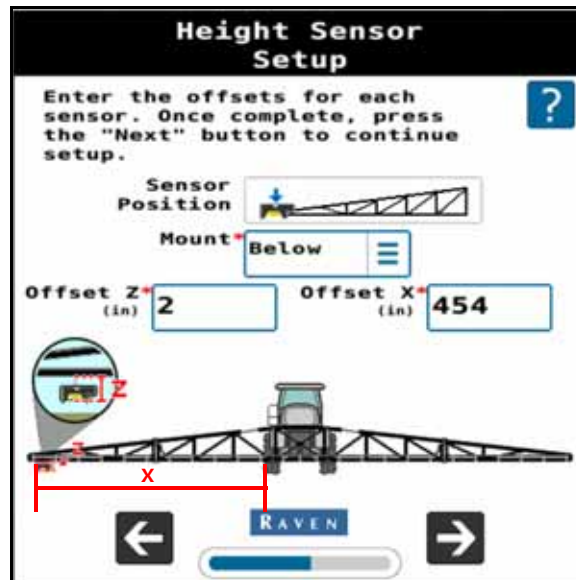 Height Sensor
Setup
Enter the offsets for each
sensor. Once complete, press
the "Next" button to continue
setup.
?
Sensor
Position
Mount*
Below
Offset Z*
(in)
2
Offset X*
(in)
454
Z
Z
X
RAVEN